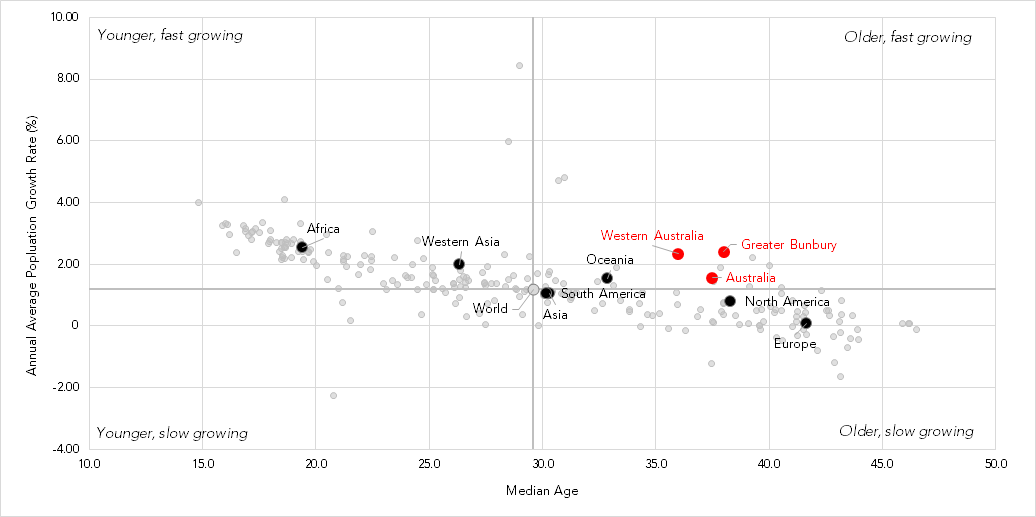 10.00
Younger, fast growing
Older, fast growing
8.00
6.00
4.00
Africa
Western Australia
Western Asia
Greater Bunbury
Oceania
2.00
Australia
South America
North America
World
Asia
0
Europe
-2.00
Younger, slow growing
Older, slow growing
-4.00
10.0
15.0
20.0
25.0
30.0
35.0
40.0
45.0
50.0
Median Age
Annual Average Popluation Growth Rate (%)